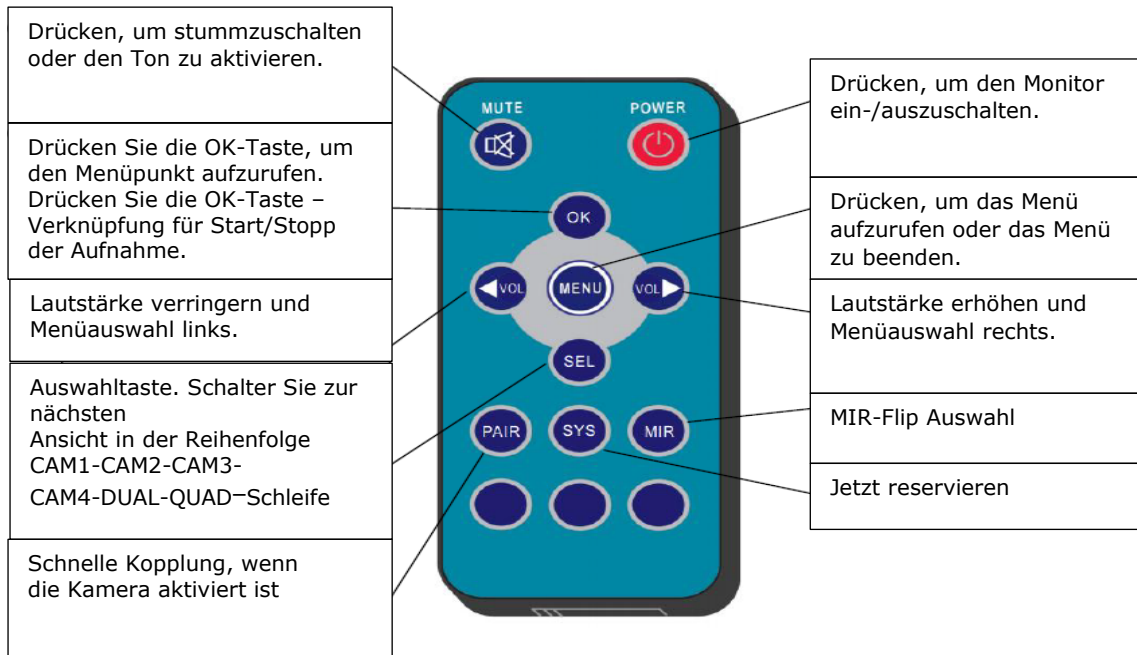 Drücken, um stummzuschalten
oder den Ton zu aktivieren.
Drücken Sie die OK-Taste, um
den Menüpunkt aufzurufen.
Drücken Sie die OK-Taste –
Verknüpfung für Start/Stopp
der Aufnahme.
Lautstärke verringern und
Menüauswahl links.
Auswahltaste. Schalter Sie zur
nächsten
Ansicht in der Reihenfolge
CAM1-CAM2-CAM3-
CAM4-DUAL-QUAD–Schleife
Schnelle Kopplung, wenn
die Kamera aktiviert ist
MUTE
POWER
OK
VOL
MENU
VOL
SEL
PAIR
SYS
MIR
Drücken, um den Monitor
ein-/auszuschalten.
Drücken, um das Menü
aufzurufen oder das Menü
zu beenden.
Lautstärke erhöhen und
Menüauswahl rechts.
MIR-Flip Auswahl
Jetzt reservieren